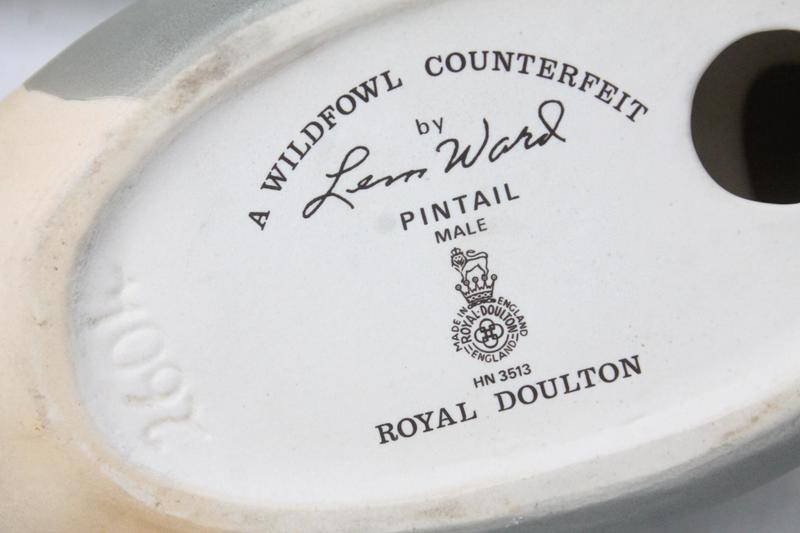 A WILDFOWL COUNTERFEIT
by
Lem Ward
PINTAIL
MALE
MADE IN ENGLAND
ROYAL·DOULTON
ENGLAND
HN 3513
ROYAL DOULTON